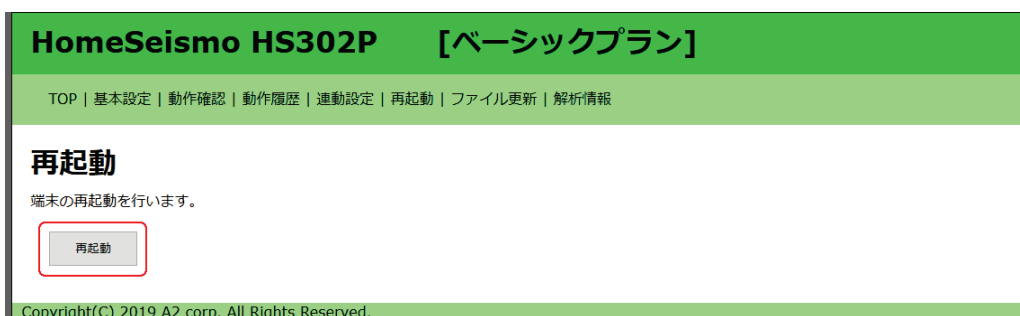 HomeSeismo HS302P [ベーシックプラン]
TOP | 基本設定 | 動作確認 | 動作履歴 | 連動設定 | 再起動 | ファイル更新 | 解析情報
再起動
端末の再起動を行います。
再起動
Copyright(C) 2019 A2 corp. All Rights Reserved.